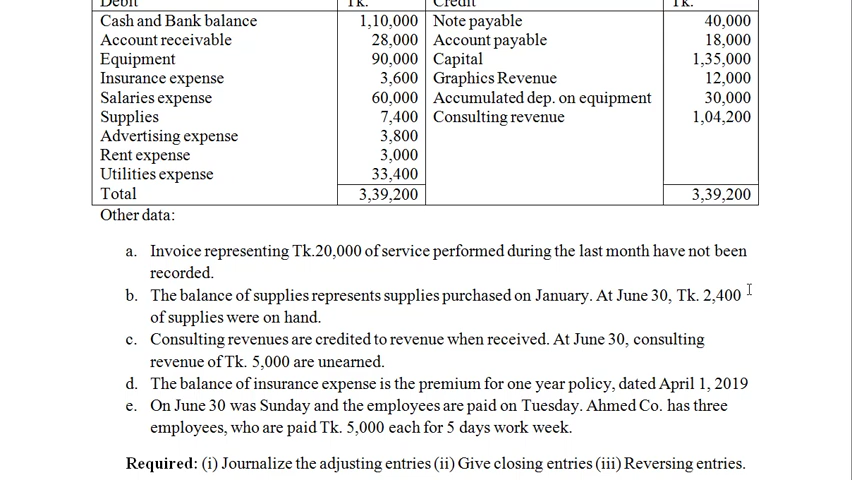 Debit Tk. Credit Tk.
Cash and Bank balance 1,10,000 Note payable 40,000
Account receivable 28,000 Account payable 18,000
Equipment 90,000 Capital 1,35,000
Insurance expense 3,600 Graphics Revenue 12,000
Salaries expense 60,000 Accumulated dep. on equipment 30,000
Supplies 7,400 Consulting revenue 1,04,200
Advertising expense 3,800
Rent expense 3,000
Utilities expense 33,400
Total 3,39,200 3,39,200
Other data:
a. Invoice representing Tk.20,000 of service performed during the last month have not been
recorded.
b. The balance of supplies represents supplies purchased on January. At June 30, Tk. 2,400
of supplies were on hand.
c. Consulting revenues are credited to revenue when received. At June 30, consulting
revenue of Tk. 5,000 are unearned.
d. The balance of insurance expense is the premium for one year policy, dated April 1, 2019
e. On June 30 was Sunday and the employees are paid on Tuesday. Ahmed Co. has three
employees, who are paid Tk. 5,000 each for 5 days work week.
Required: (i) Journalize the adjusting entries (ii) Give closing entries (iii) Reversing entries.